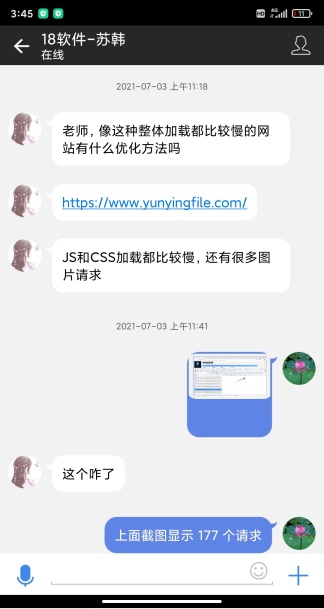 3:45
4G
11
18软件-苏韩
在线
2021-07-03 上午11:18
老师，像这种整体加载都比较慢的网
站有什么优化方法吗
https://www.yunyingfile.com/
JS和CSS加载都比较慢，还有很多图
片请求
2021-07-03 上午11:41
这个咋了
上面截图显示 177 个请求